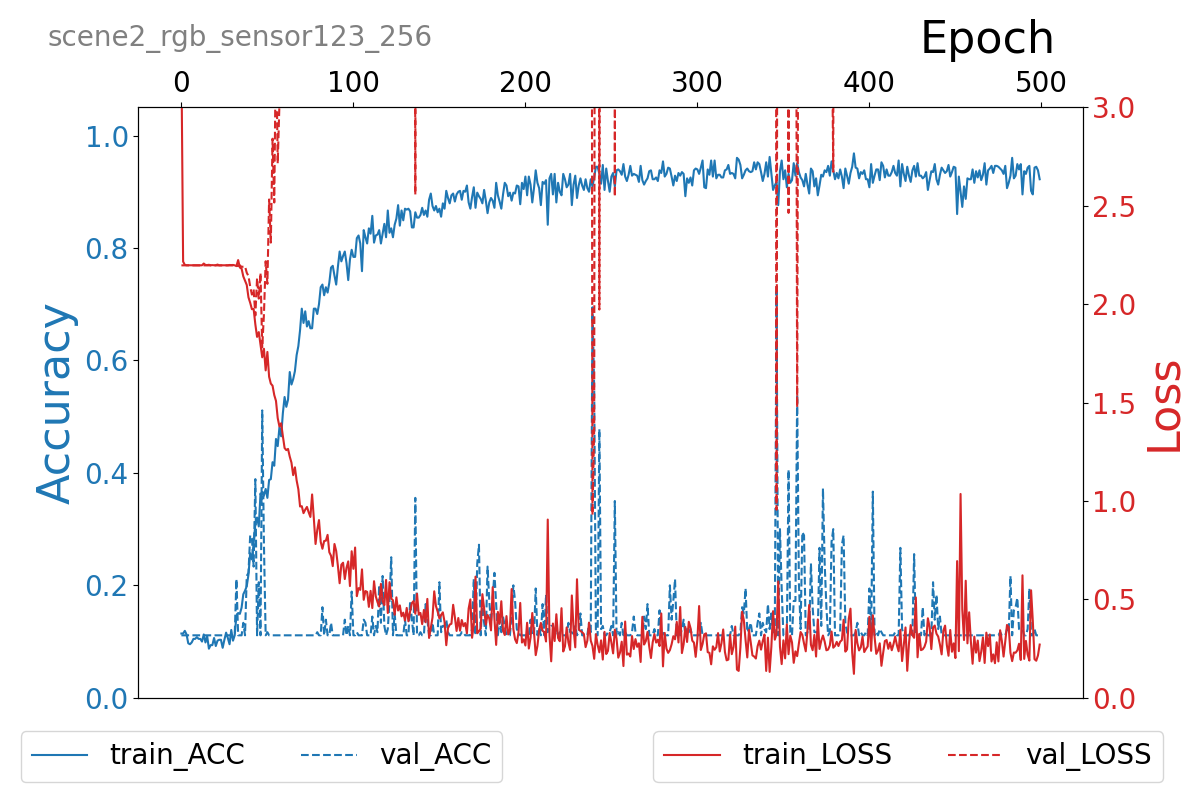 scene2_rgb_sensor123_256
Epoch
0 100 200 300 400 500
1.0
0.8
0.6
0.4
0.2
0.0
Accuracy
3.0
2.5
2.0
1.5
1.0
0.5
0.0
Loss
train_ACC val_ACC
train_LOSS val_LOSS